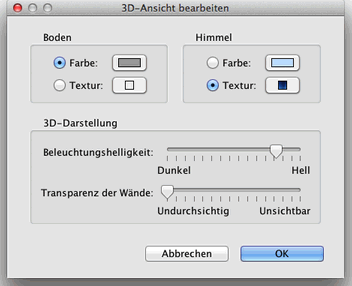 3D-Ansicht bearbeiten
Boden
Himmel
Farbe:
Farbe:
Textur:
Textur:
3D-Darstellung
Beleuchtungshelligkeit:
Dunkel Hell
Transparenz der Wände:
Undurchsichtig Unsichtbar
Abbrechen OK